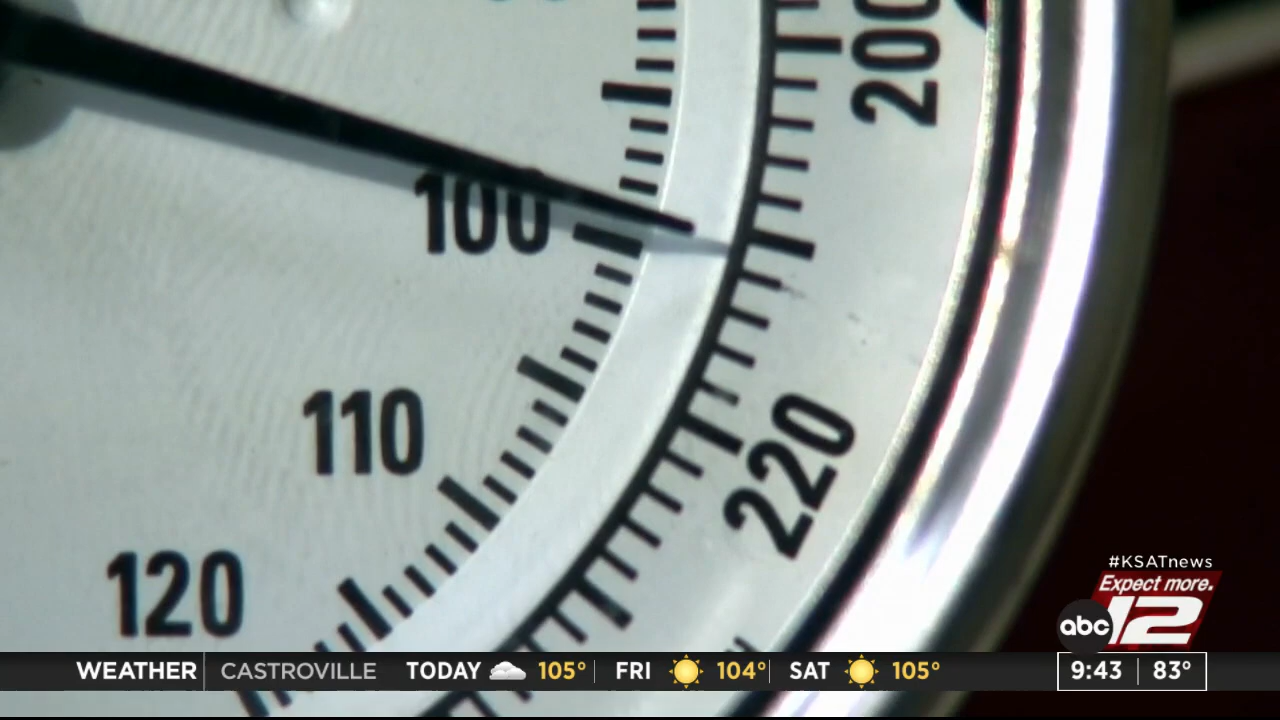 200
100
110
220
120
#KSATnews
Expect more.
abc 12
WEATHER CASTROVILLE TODAY 105° FRI 104° SAT 105° 9:43 83°